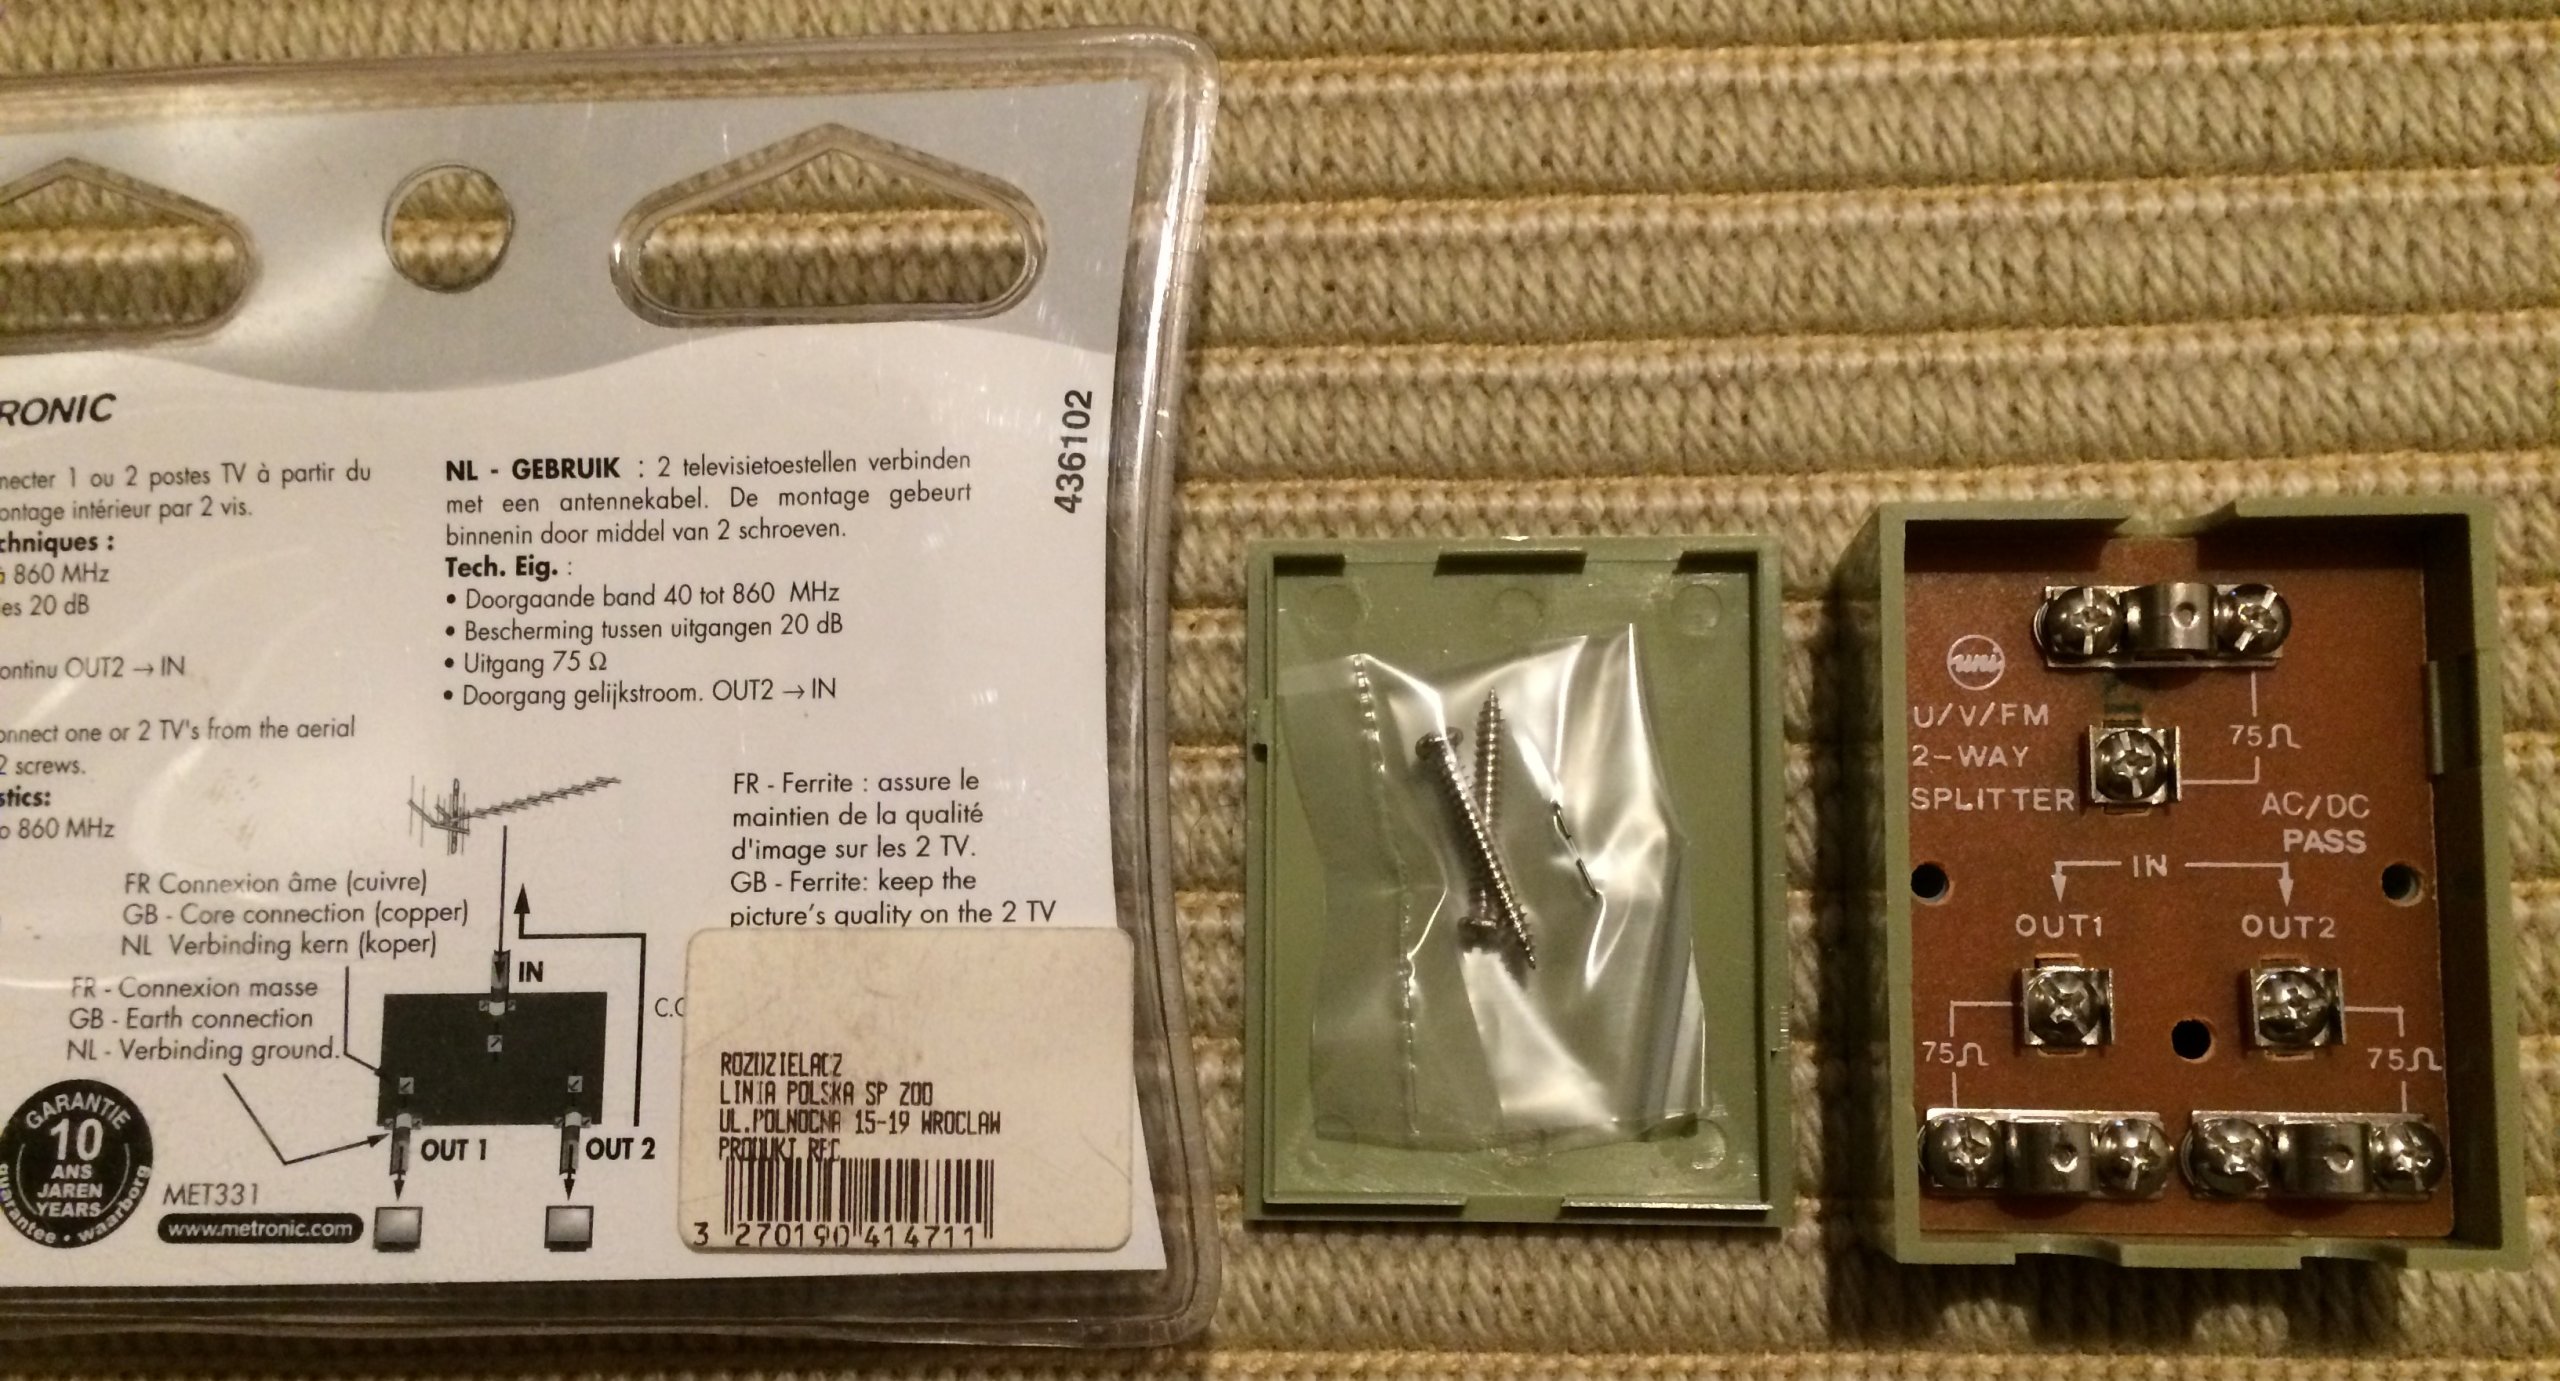 RONIC
necter 1 ou 2 postes TV à partir du
ontage intérieur par 2 vis.
chniques :
à 860 MHz
es 20 dB
ontinu OUT2 → IN
onnect one or 2 TV's from the aerial
2 screws.
stics:
o 860 MHz
NL - GEBRUIK : 2 televisietoestellen verbinden
met een antennekabel. De montage gebeurt
binnenin door middel van 2 schroeven.
Tech. Eig. :
• Doorgaande band 40 tot 860 MHz
• Bescherming tussen uitgangen 20 dB
• Uitgang 75 Ω
• Doorgang gelijkstroom. OUT2 → IN
436102
FR - Ferrite : assure le
maintien de la qualité
d'image sur les 2 TV.
GB - Ferrite: keep the
picture's quality on the 2 TV
FR Connexion âme (cuivre)
GB - Core connection (copper)
NL Verbinding kern (koper)
FR - Connexion masse
GB - Earth connection
NL - Verbinding ground.
IN
C.C
OUT 1
OUT 2
GARANTIE
10
ANS
JAREN
YEARS
guarantee • waarborg
MET331
www.metronic.com
ROZDZIELACZ
LINIA POLSKA SP ZOO
UL.POLNOCNA 15-19 WROCLAW
PRODUKT REC
3 270190 414711
uni
U/V/FM
2-WAY
SPLITTER
75Ω
AC/DC
PASS
IN
OUT1
OUT2
75Ω
75Ω